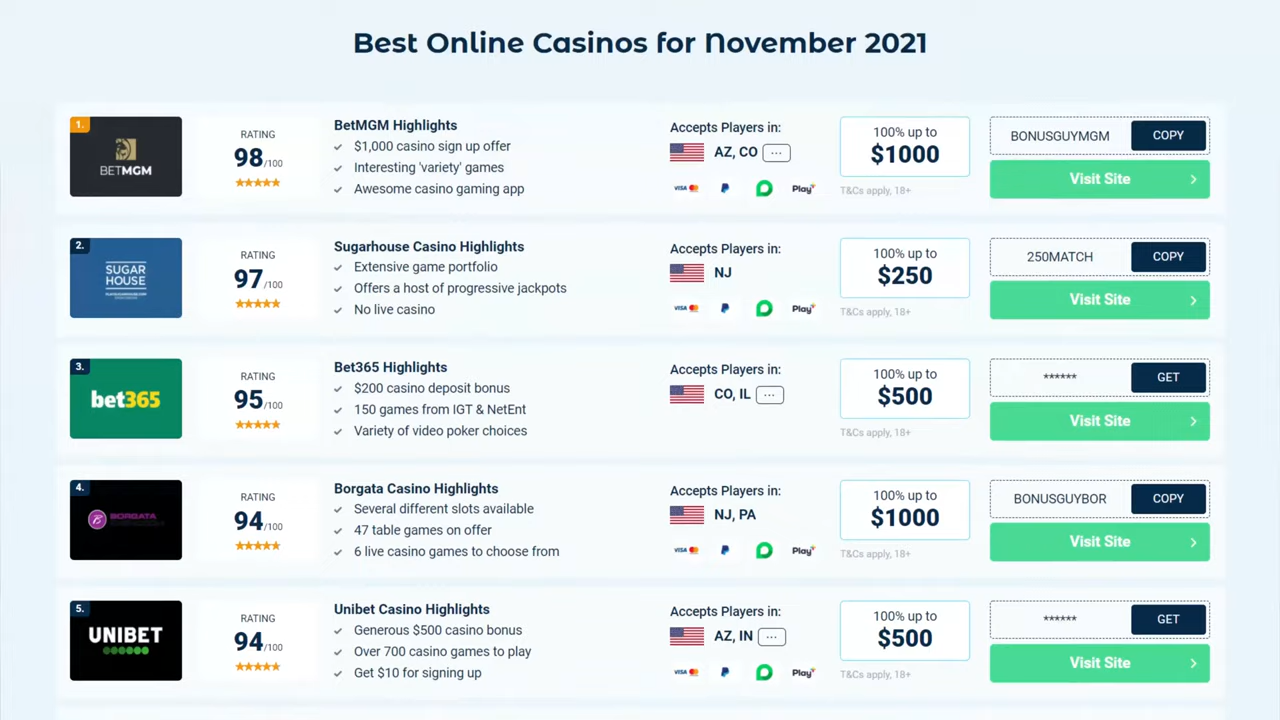 Best Online Casinos for November 2021
1.
BETMGM
RATING
98/100
BetMGM Highlights
$1,000 casino sign up offer
Interesting 'variety' games
Awesome casino gaming app
Accepts Players in:
AZ, CO ...
VISA Play+
100% up to
$1000
T&Cs apply, 18+
BONUSGUYMGM COPY
Visit Site
2.
SUGAR
HOUSE
RATING
97/100
Sugarhouse Casino Highlights
Extensive game portfolio
Offers a host of progressive jackpots
No live casino
Accepts Players in:
NJ
VISA Play+
100% up to
$250
T&Cs apply, 18+
250MATCH COPY
Visit Site
3.
bet365
RATING
95/100
Bet365 Highlights
$200 casino deposit bonus
150 games from IGT & NetEnt
Variety of video poker choices
Accepts Players in:
CO, IL ...
100% up to
$500
T&Cs apply, 18+
****** GET
Visit Site
4.
BORGATA
RATING
94/100
Borgata Casino Highlights
Several different slots available
47 table games on offer
6 live casino games to choose from
Accepts Players in:
NJ, PA
VISA Play+
100% up to
$1000
T&Cs apply, 18+
BONUSGUYBOR COPY
Visit Site
5.
UNIBET
RATING
94/100
Unibet Casino Highlights
Generous $500 casino bonus
Over 700 casino games to play
Get $10 for signing up
Accepts Players in:
AZ, IN ...
VISA Play+
100% up to
$500
T&Cs apply, 18+
****** GET
Visit Site